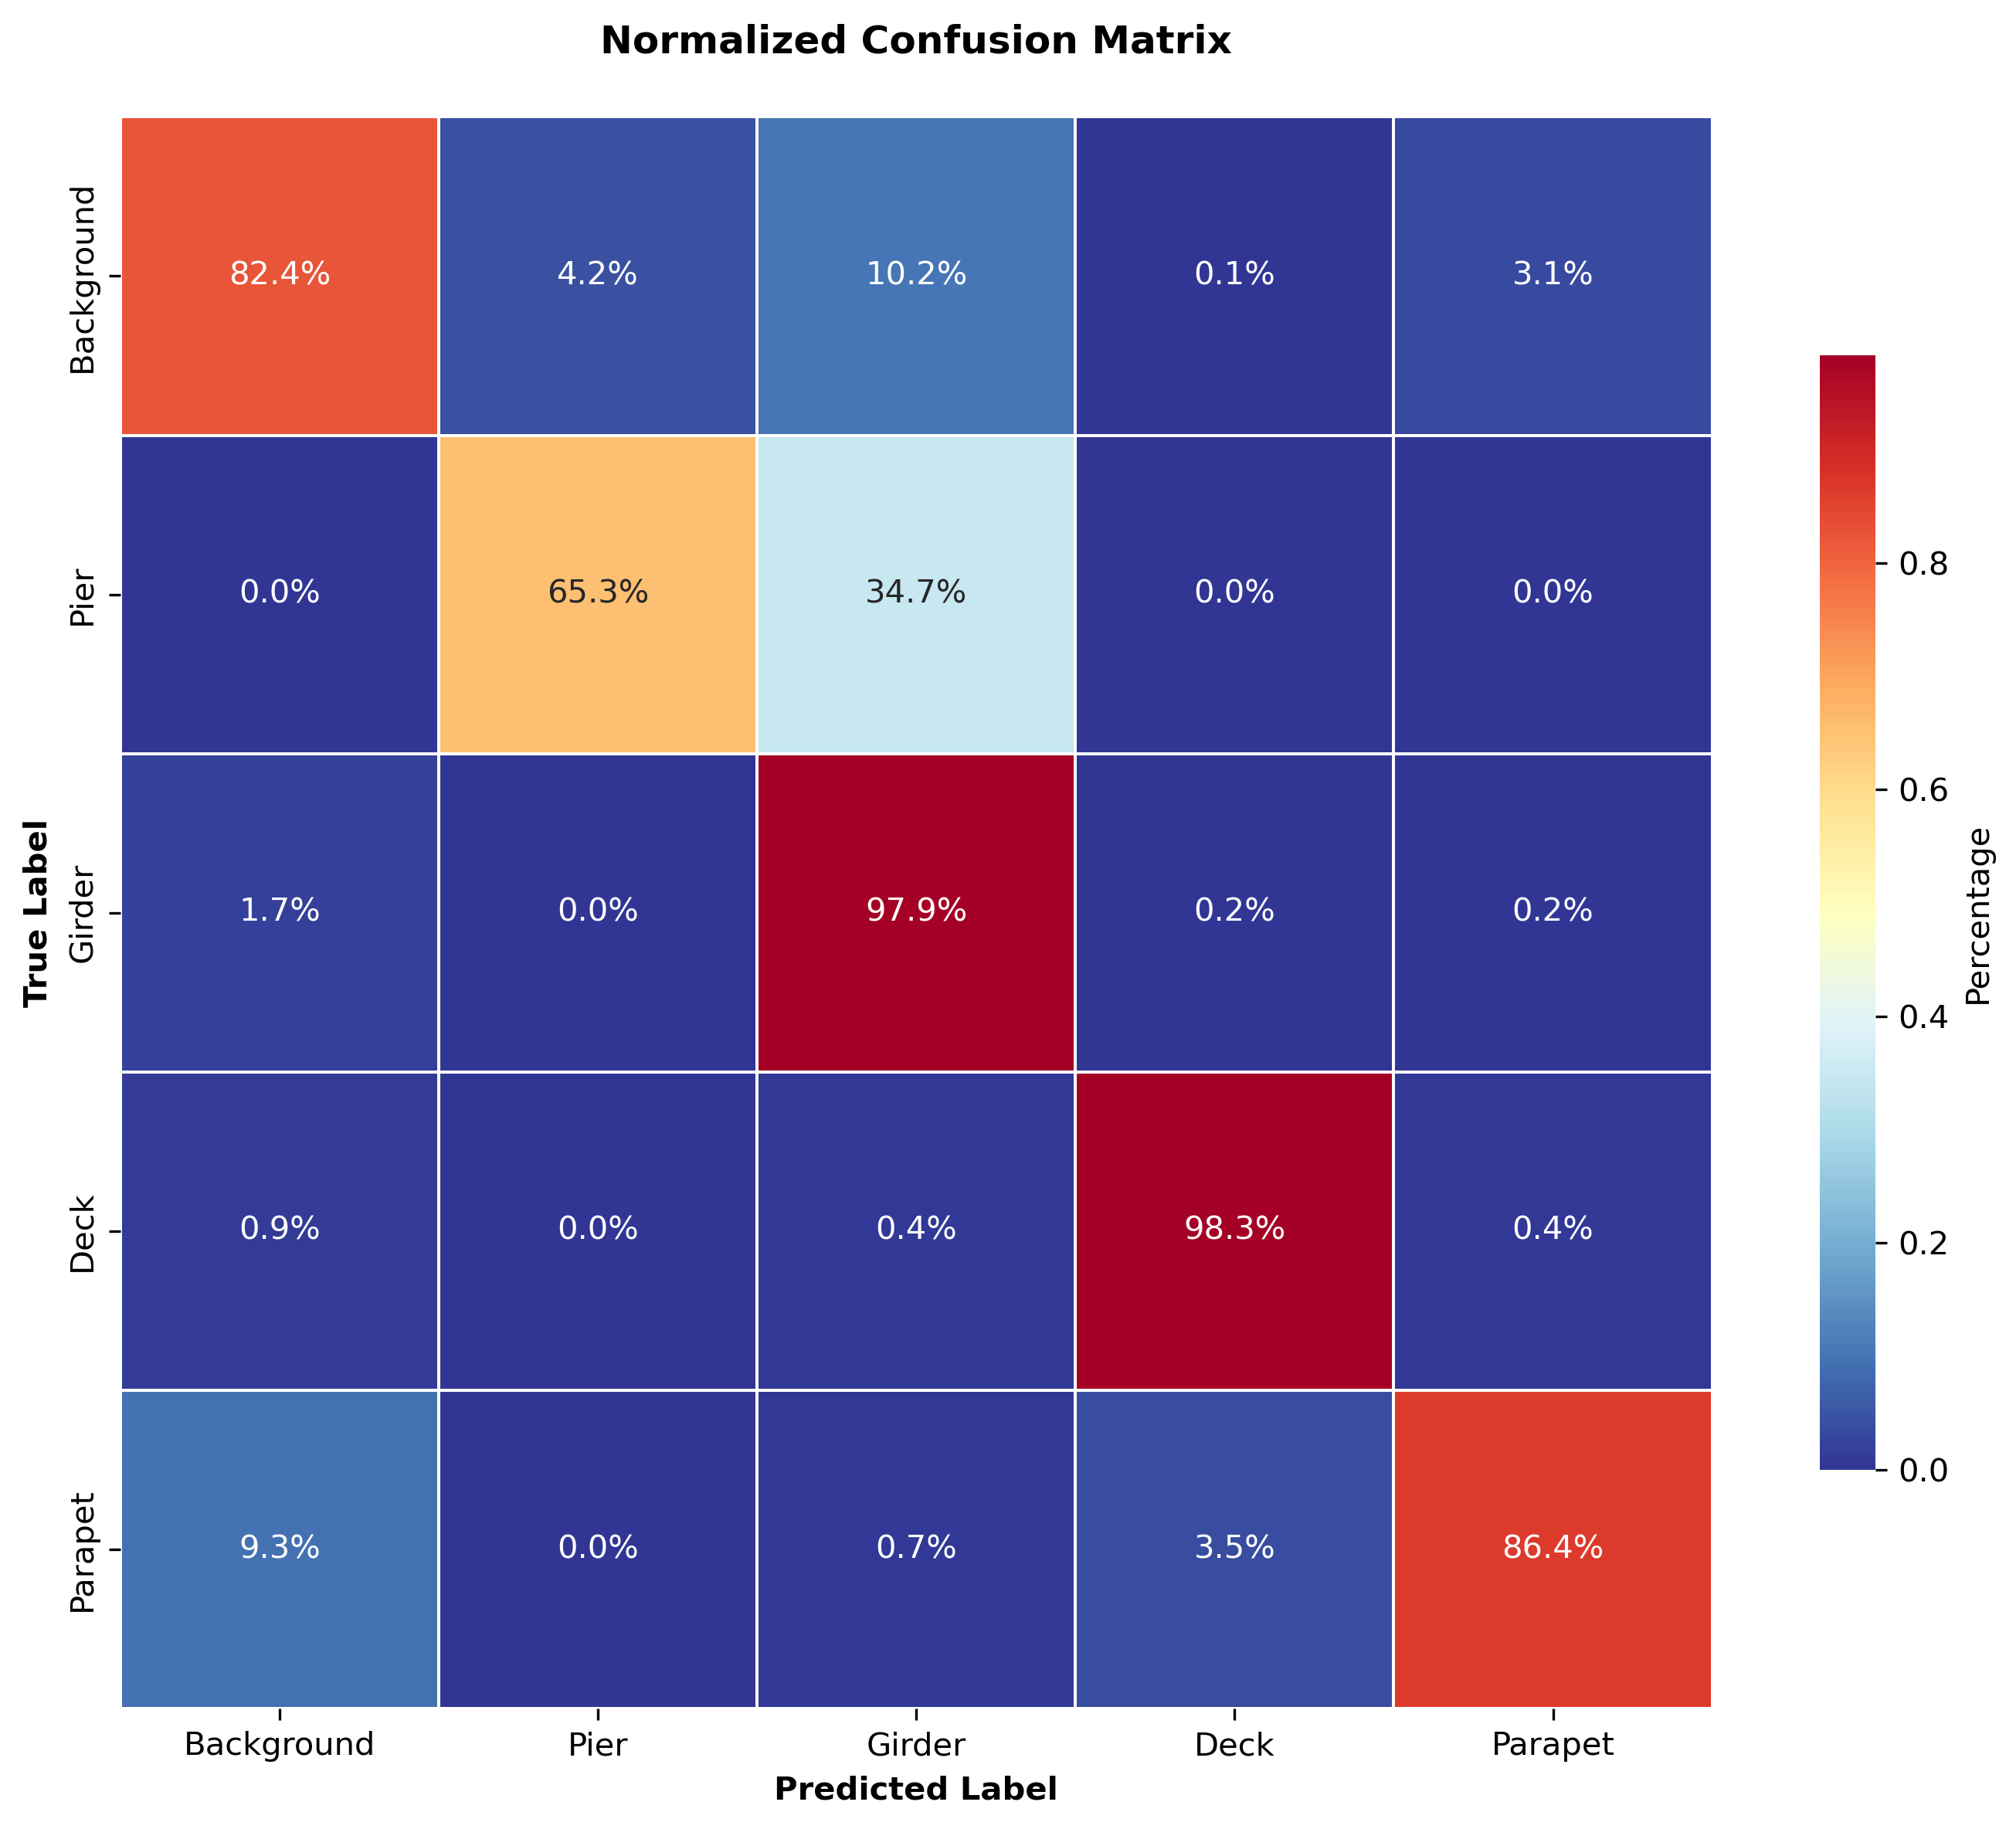 Normalized Confusion Matrix
Background
82.4%
4.2%
10.2%
0.1%
3.1%
Pier
0.0%
65.3%
34.7%
0.0%
0.0%
True Label
Girder
1.7%
0.0%
97.9%
0.2%
0.2%
Deck
0.9%
0.0%
0.4%
98.3%
0.4%
Parapet
9.3%
0.0%
0.7%
3.5%
86.4%
Background
Pier
Girder
Deck
Parapet
Predicted Label
0.8
0.6
0.4
0.2
0.0
Percentage